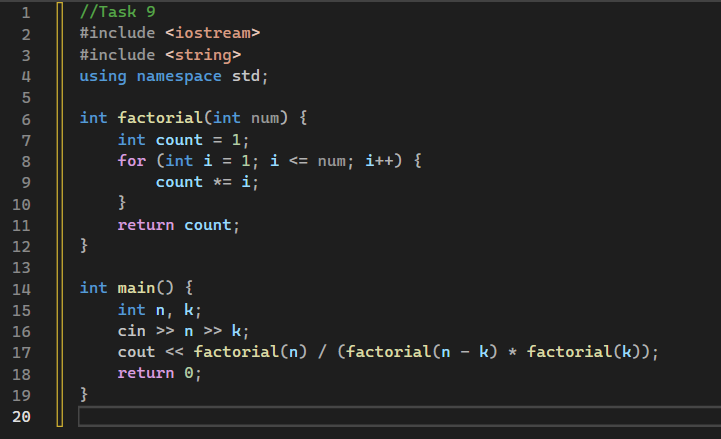 1 //Task 9
2 #include <iostream>
3 #include <string>
4 using namespace std;
5
6 int factorial(int num) {
7     int count = 1;
8     for (int i = 1; i <= num; i++) {
9         count *= i;
10     }
11     return count;
12 }
13
14 int main() {
15     int n, k;
16     cin >> n >> k;
17     cout << factorial(n) / (factorial(n - k) * factorial(k));
18     return 0;
19 }
20